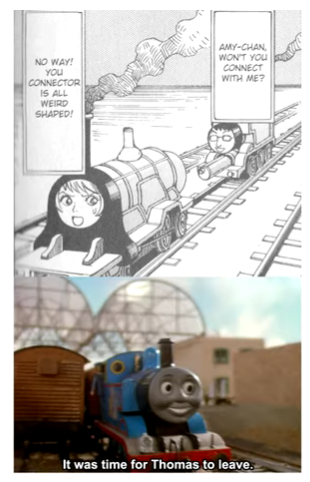 AMY-CHAN,
WON'T YOU
CONNECT
WITH ME?
NO WAY!
YOU
CONNECTOR
IS ALL
WEIRD
SHAPED!
It was time for Thomas to leave.